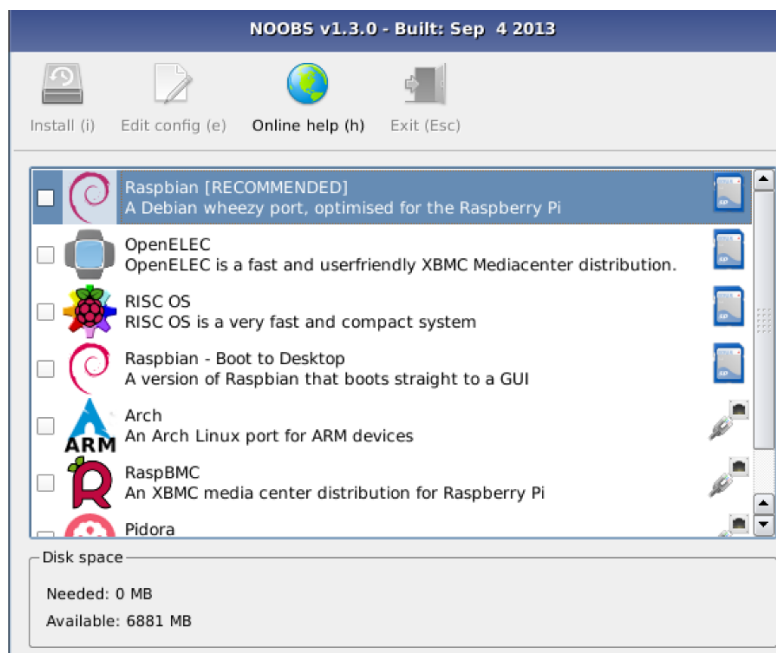 NOOBS v1.3.0 - Built: Sep 4 2013
Install (i) Edit config (e) Online help (h) Exit (Esc)
Raspbian [RECOMMENDED]
A Debian wheezy port, optimised for the Raspberry Pi
OpenELEC
OpenELEC is a fast and userfriendly XBMC Mediacenter distribution.
RISC OS
RISC OS is a very fast and compact system
Raspbian - Boot to Desktop
A version of Raspbian that boots straight to a GUI
ARM
Arch
An Arch Linux port for ARM devices
RaspBMC
An XBMC media center distribution for Raspberry Pi
Pidora
Disk space
Needed: 0 MB
Available: 6881 MB